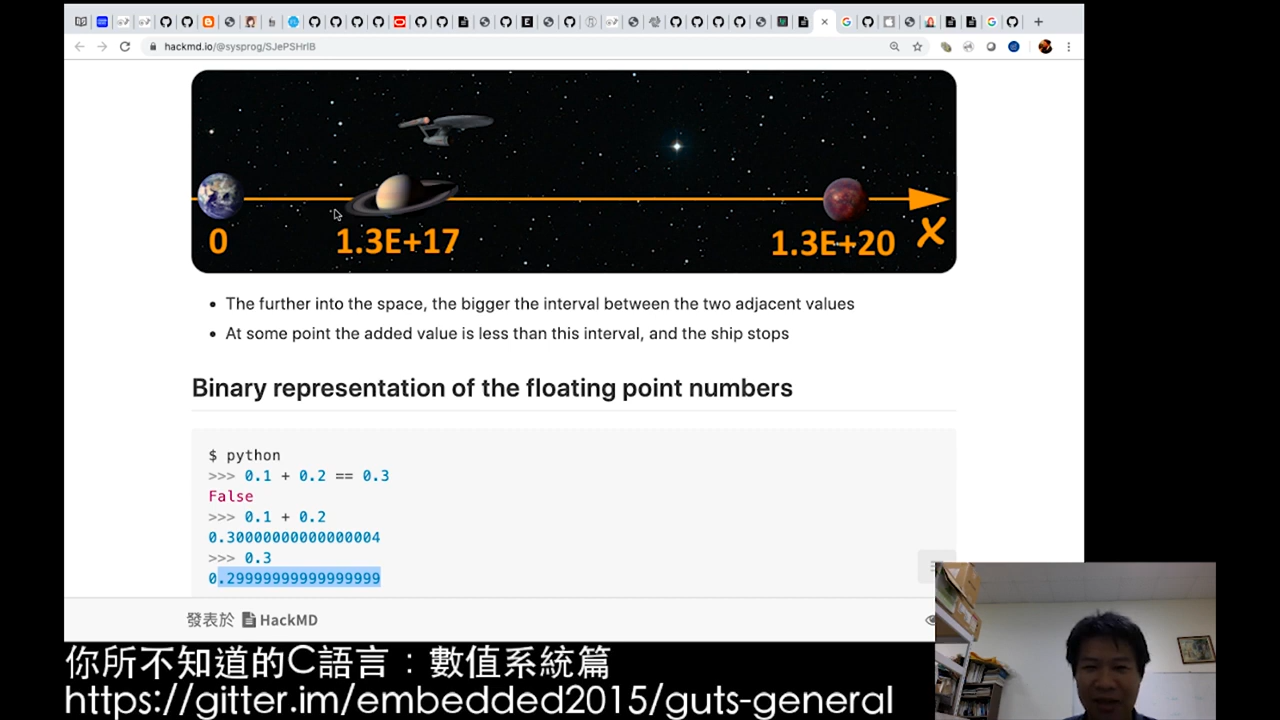 hackmd.io/@sysprog/SJePSHrlB
0
1.3E+17
1.3E+20
X
• The further into the space, the bigger the interval between the two adjacent values
• At some point the added value is less than this interval, and the ship stops
Binary representation of the floating point numbers
$ python
>>> 0.1 + 0.2 == 0.3
False
>>> 0.1 + 0.2
0.30000000000000004
>>> 0.3
0.29999999999999999
發表於 HackMD
你所不知道的C語言：數值系統篇
https://gitter.im/embedded2015/guts-general